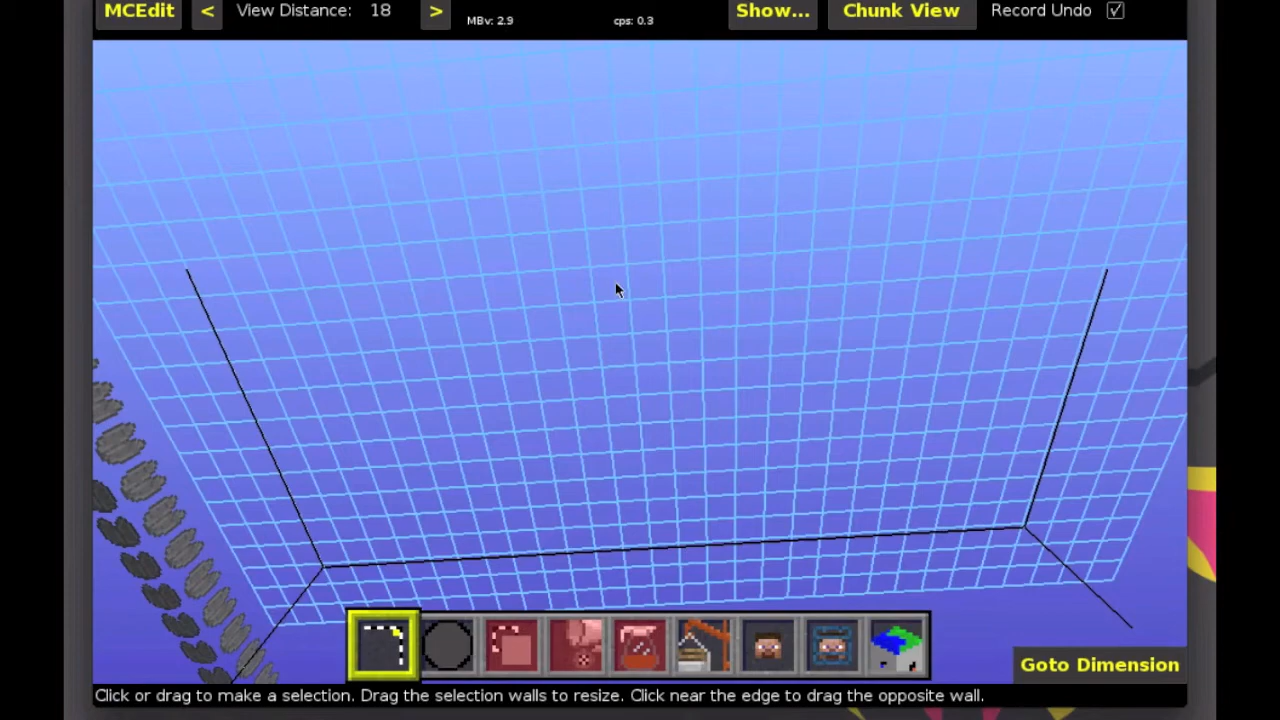 MCEdit < View Distance: 18 > MBv: 2.9 cps: 0.3 Show... Chunk View Record Undo
Goto Dimension
Click or drag to make a selection. Drag the selection walls to resize. Click near the edge to drag the opposite wall.